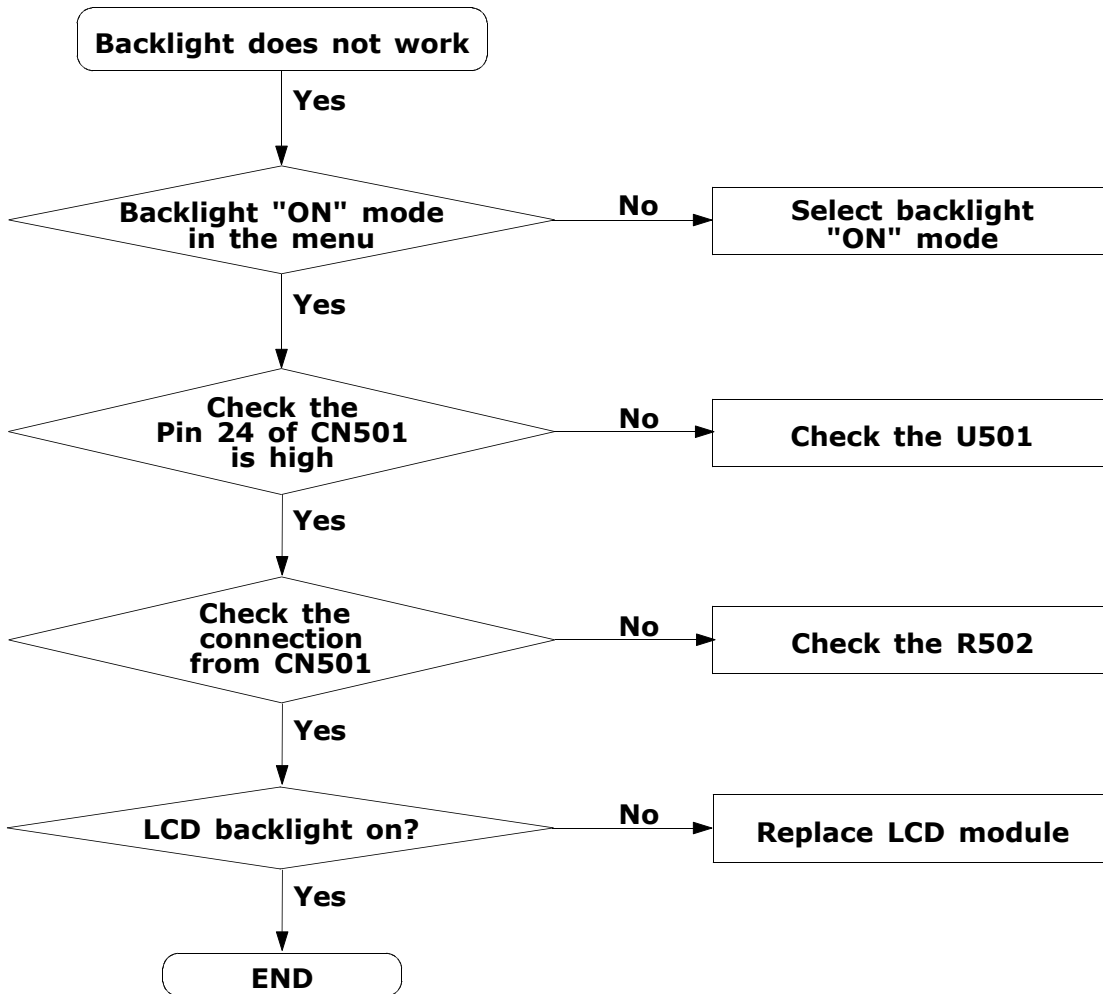 Backlight does not work
Yes
Backlight "ON" mode
in the menu
No
Select backlight
"ON" mode
Yes
Check the
Pin 24 of CN501
is high
No
Check the U501
Yes
Check the
connection
from CN501
No
Check the R502
Yes
LCD backlight on?
No
Replace LCD module
Yes
END